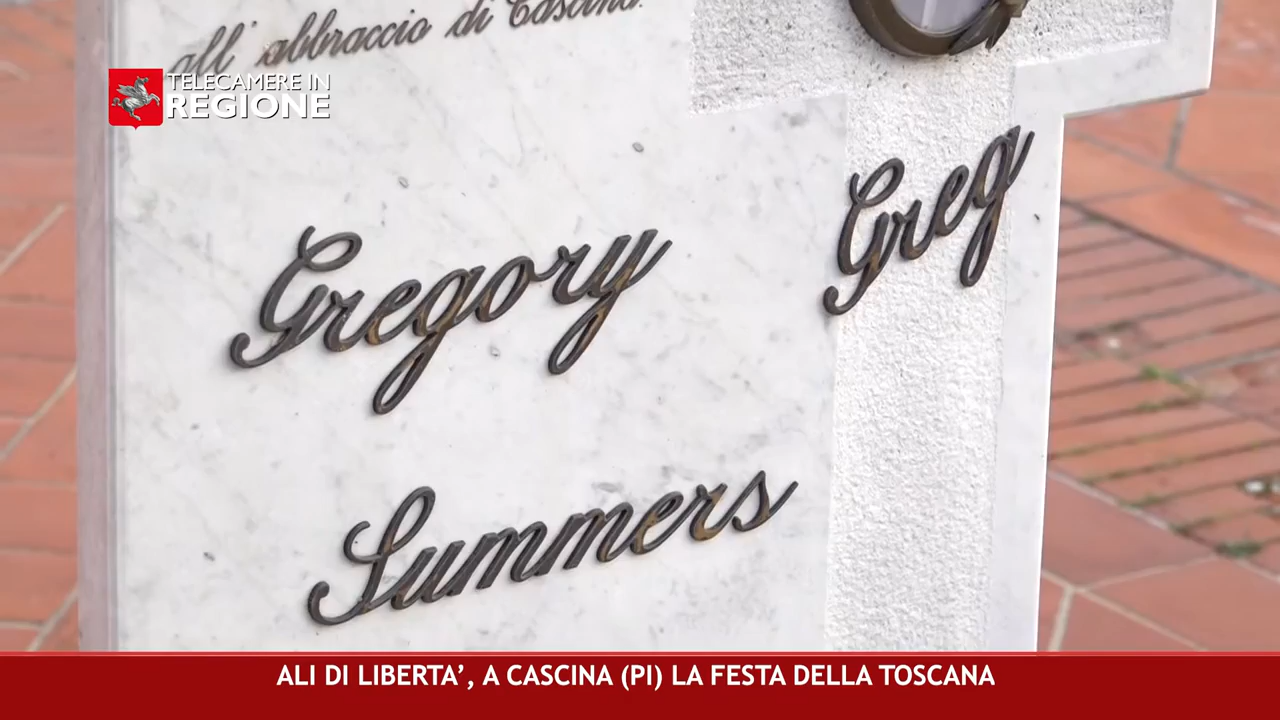 all' abbraccio di Cascina.
TELECAMERE IN
REGIONE
Gregory
Greg
Summers
ALI DI LIBERTA’, A CASCINA (PI) LA FESTA DELLA TOSCANA